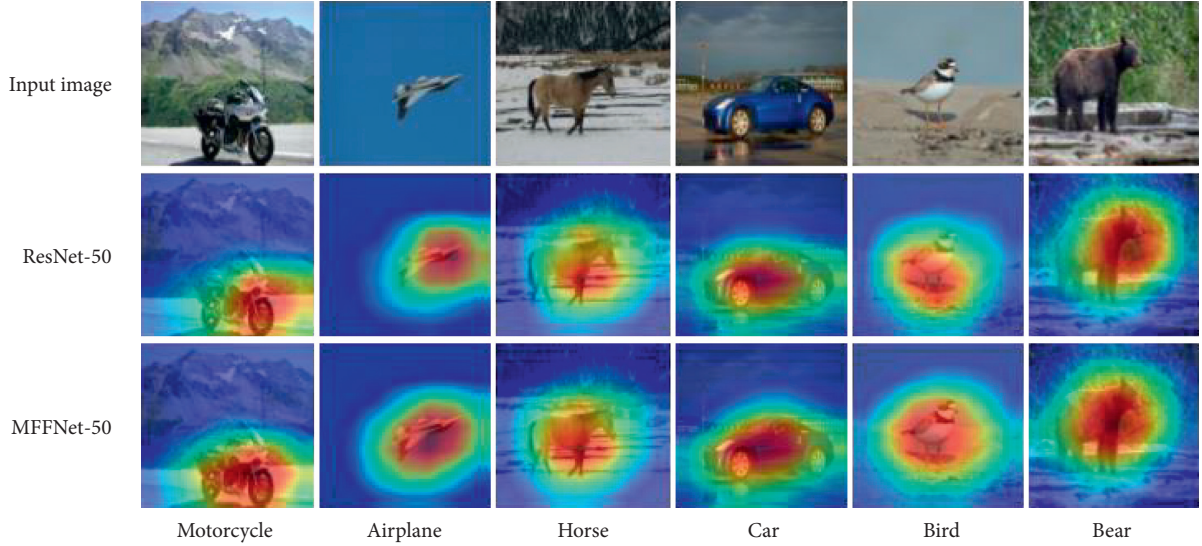 Input image
ResNet-50
MFFNet-50
Motorcycle Airplane Horse Car Bird Bear